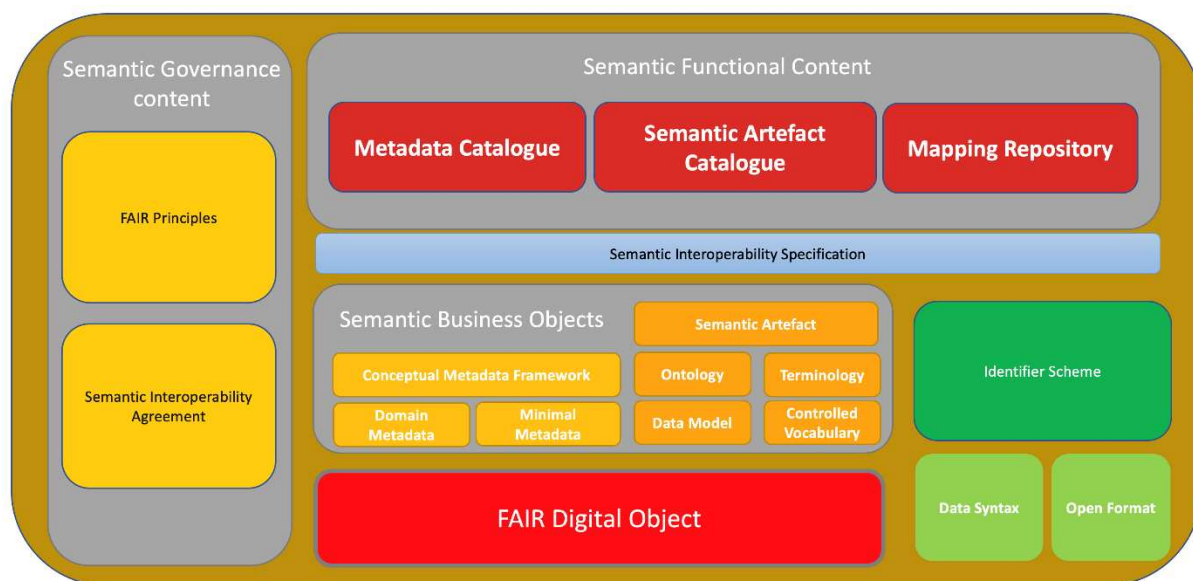 Semantic Governance
content
FAIR Principles
Semantic Interoperability
Agreement
Semantic Functional Content
Metadata Catalogue
Semantic Artefact
Catalogue
Mapping Repository
Semantic Interoperability Specification
Semantic Business Objects
Semantic Artefact
Conceptual Metadata Framework
Ontology
Terminology
Domain
Metadata
Minimal
Metadata
Data Model
Controlled
Vocabulary
Identifier Scheme
FAIR Digital Object
Data Syntax
Open Format